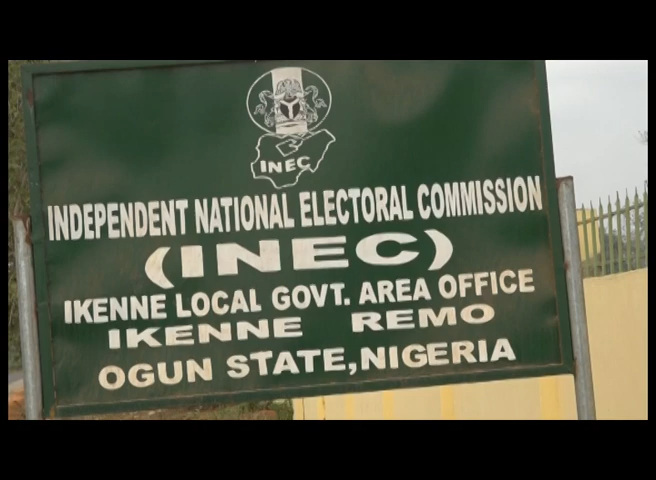 INEC
INDEPENDENT NATIONAL ELECTORAL COMMISSION
(INEC)
IKENNE LOCAL GOVT. AREA OFFICE
IKENNE REMO
OGUN STATE,NIGERIA